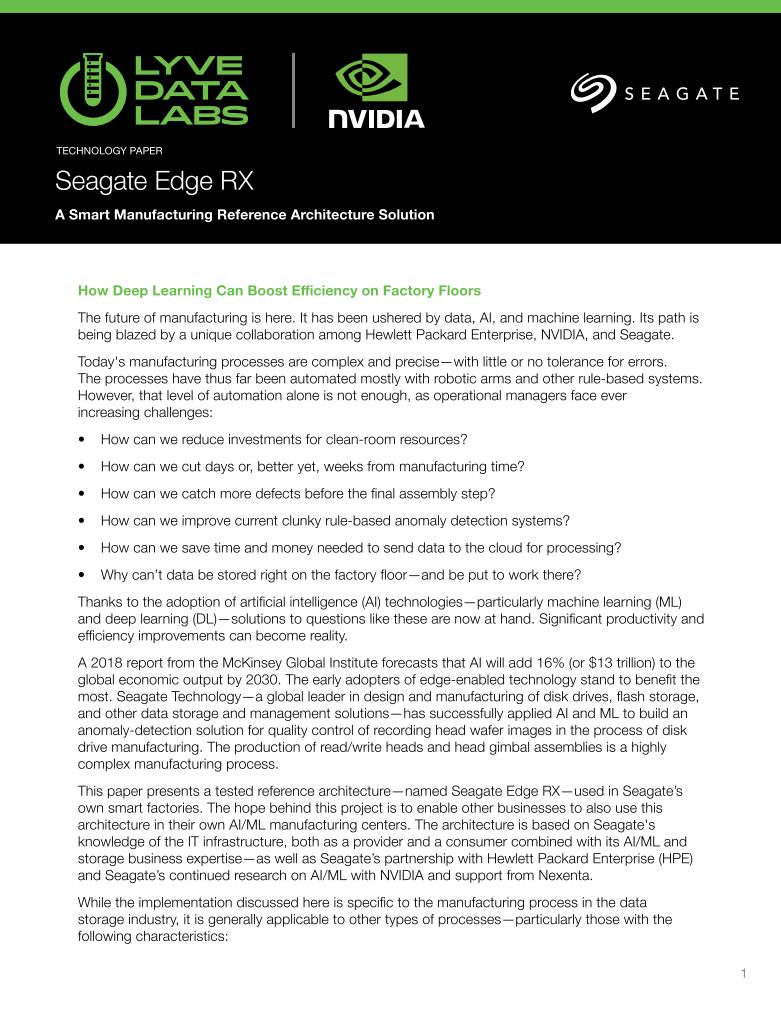 LYVE
DATA
LABS
NVIDIA
SEAGATE
TECHNOLOGY PAPER
Seagate Edge RX
A Smart Manufacturing Reference Architecture Solution
How Deep Learning Can Boost Efficiency on Factory Floors
The future of manufacturing is here. It has been ushered by data, AI, and machine learning. Its path is
being blazed by a unique collaboration among Hewlett Packard Enterprise, NVIDIA, and Seagate.
Today's manufacturing processes are complex and precise—with little or no tolerance for errors.
The processes have thus far been automated mostly with robotic arms and other rule-based systems.
However, that level of automation alone is not enough, as operational managers face ever
increasing challenges:
• How can we reduce investments for clean-room resources?
• How can we cut days or, better yet, weeks from manufacturing time?
• How can we catch more defects before the final assembly step?
• How can we improve current clunky rule-based anomaly detection systems?
• How can we save time and money needed to send data to the cloud for processing?
• Why can’t data be stored right on the factory floor—and be put to work there?
Thanks to the adoption of artificial intelligence (AI) technologies—particularly machine learning (ML)
and deep learning (DL)—solutions to questions like these are now at hand. Significant productivity and
efficiency improvements can become reality.
A 2018 report from the McKinsey Global Institute forecasts that AI will add 16% (or $13 trillion) to the
global economic output by 2030. The early adopters of edge-enabled technology stand to benefit the
most. Seagate Technology—a global leader in design and manufacturing of disk drives, flash storage,
and other data storage and management solutions—has successfully applied AI and ML to build an
anomaly-detection solution for quality control of recording head wafer images in the process of disk
drive manufacturing. The production of read/write heads and head gimbal assemblies is a highly
complex manufacturing process.
This paper presents a tested reference architecture—named Seagate Edge RX—used in Seagate’s
own smart factories. The hope behind this project is to enable other businesses to also use this
architecture in their own AI/ML manufacturing centers. The architecture is based on Seagate's
knowledge of the IT infrastructure, both as a provider and a consumer combined with its AI/ML and
storage business expertise—as well as Seagate’s partnership with Hewlett Packard Enterprise (HPE)
and Seagate’s continued research on AI/ML with NVIDIA and support from Nexenta.
While the implementation discussed here is specific to the manufacturing process in the data
storage industry, it is generally applicable to other types of processes—particularly those with the
following characteristics:
1